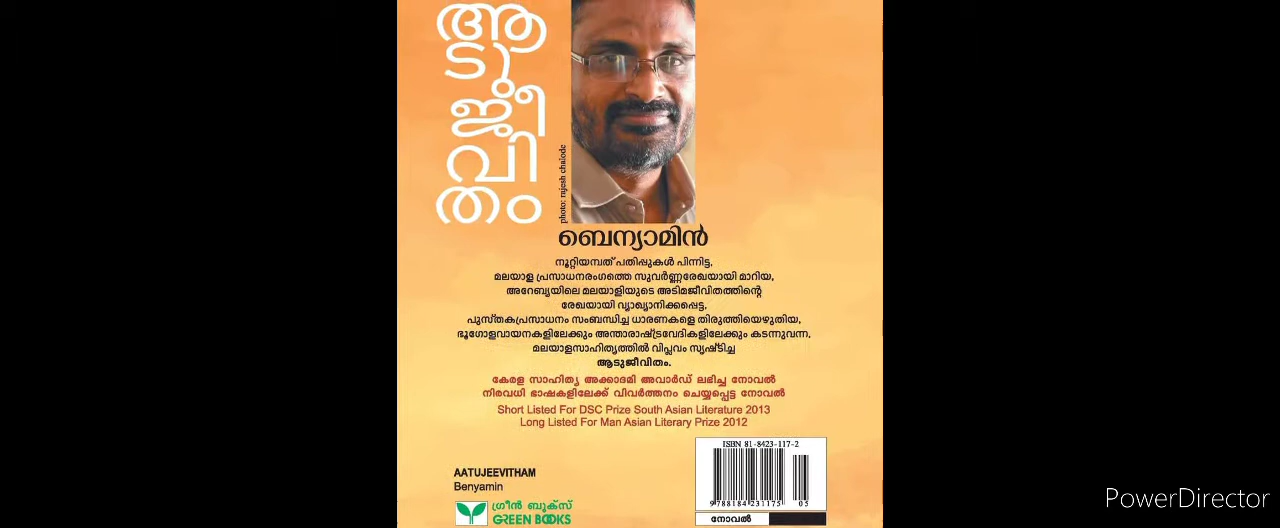 ആടുജീവിതം
photo: rajesh chalode
ബെന്യാമിൻ
നൂറ്റിയമ്പത് പതിപ്പുകൾ പിന്നിട്ട,
മലയാള പ്രസാധനരംഗത്തെ സുവർണ്ണരേഖയായി മാറിയ,
അറേബ്യയിലെ മലയാളിയുടെ അടിമജീവിതത്തിന്റെ
രേഖയായി വ്യാഖ്യാനിക്കപ്പെട്ട,
പുസ്തകപ്രസാധനം സംബന്ധിച്ച ധാരണകളെ തിരുത്തിയെഴുതിയ,
ഭൂഗോളവായനകളിലേക്കും അന്താരാഷ്ട്രവേദികളിലേക്കും കടന്നുവന്ന,
മലയാളസാഹിത്യത്തിൽ വിപ്ലവം സൃഷ്ടിച്ച
ആടുജീവിതം.
കേരള സാഹിത്യ അക്കാദമി അവാർഡ് ലഭിച്ച നോവൽ
നിരവധി ഭാഷകളിലേക്ക് വിവർത്തനം ചെയ്യപ്പെട്ട നോവൽ
Short Listed For DSC Prize South Asian Literature 2013
Long Listed For Man Asian Literary Prize 2012
ISBN 81-8423-117-2
9788184231175 05
നോവൽ
AATUJEEVITHAM
Benyamin
ഗ്രീൻ ബുക്സ്
GREEN BOOKS
PowerDirector